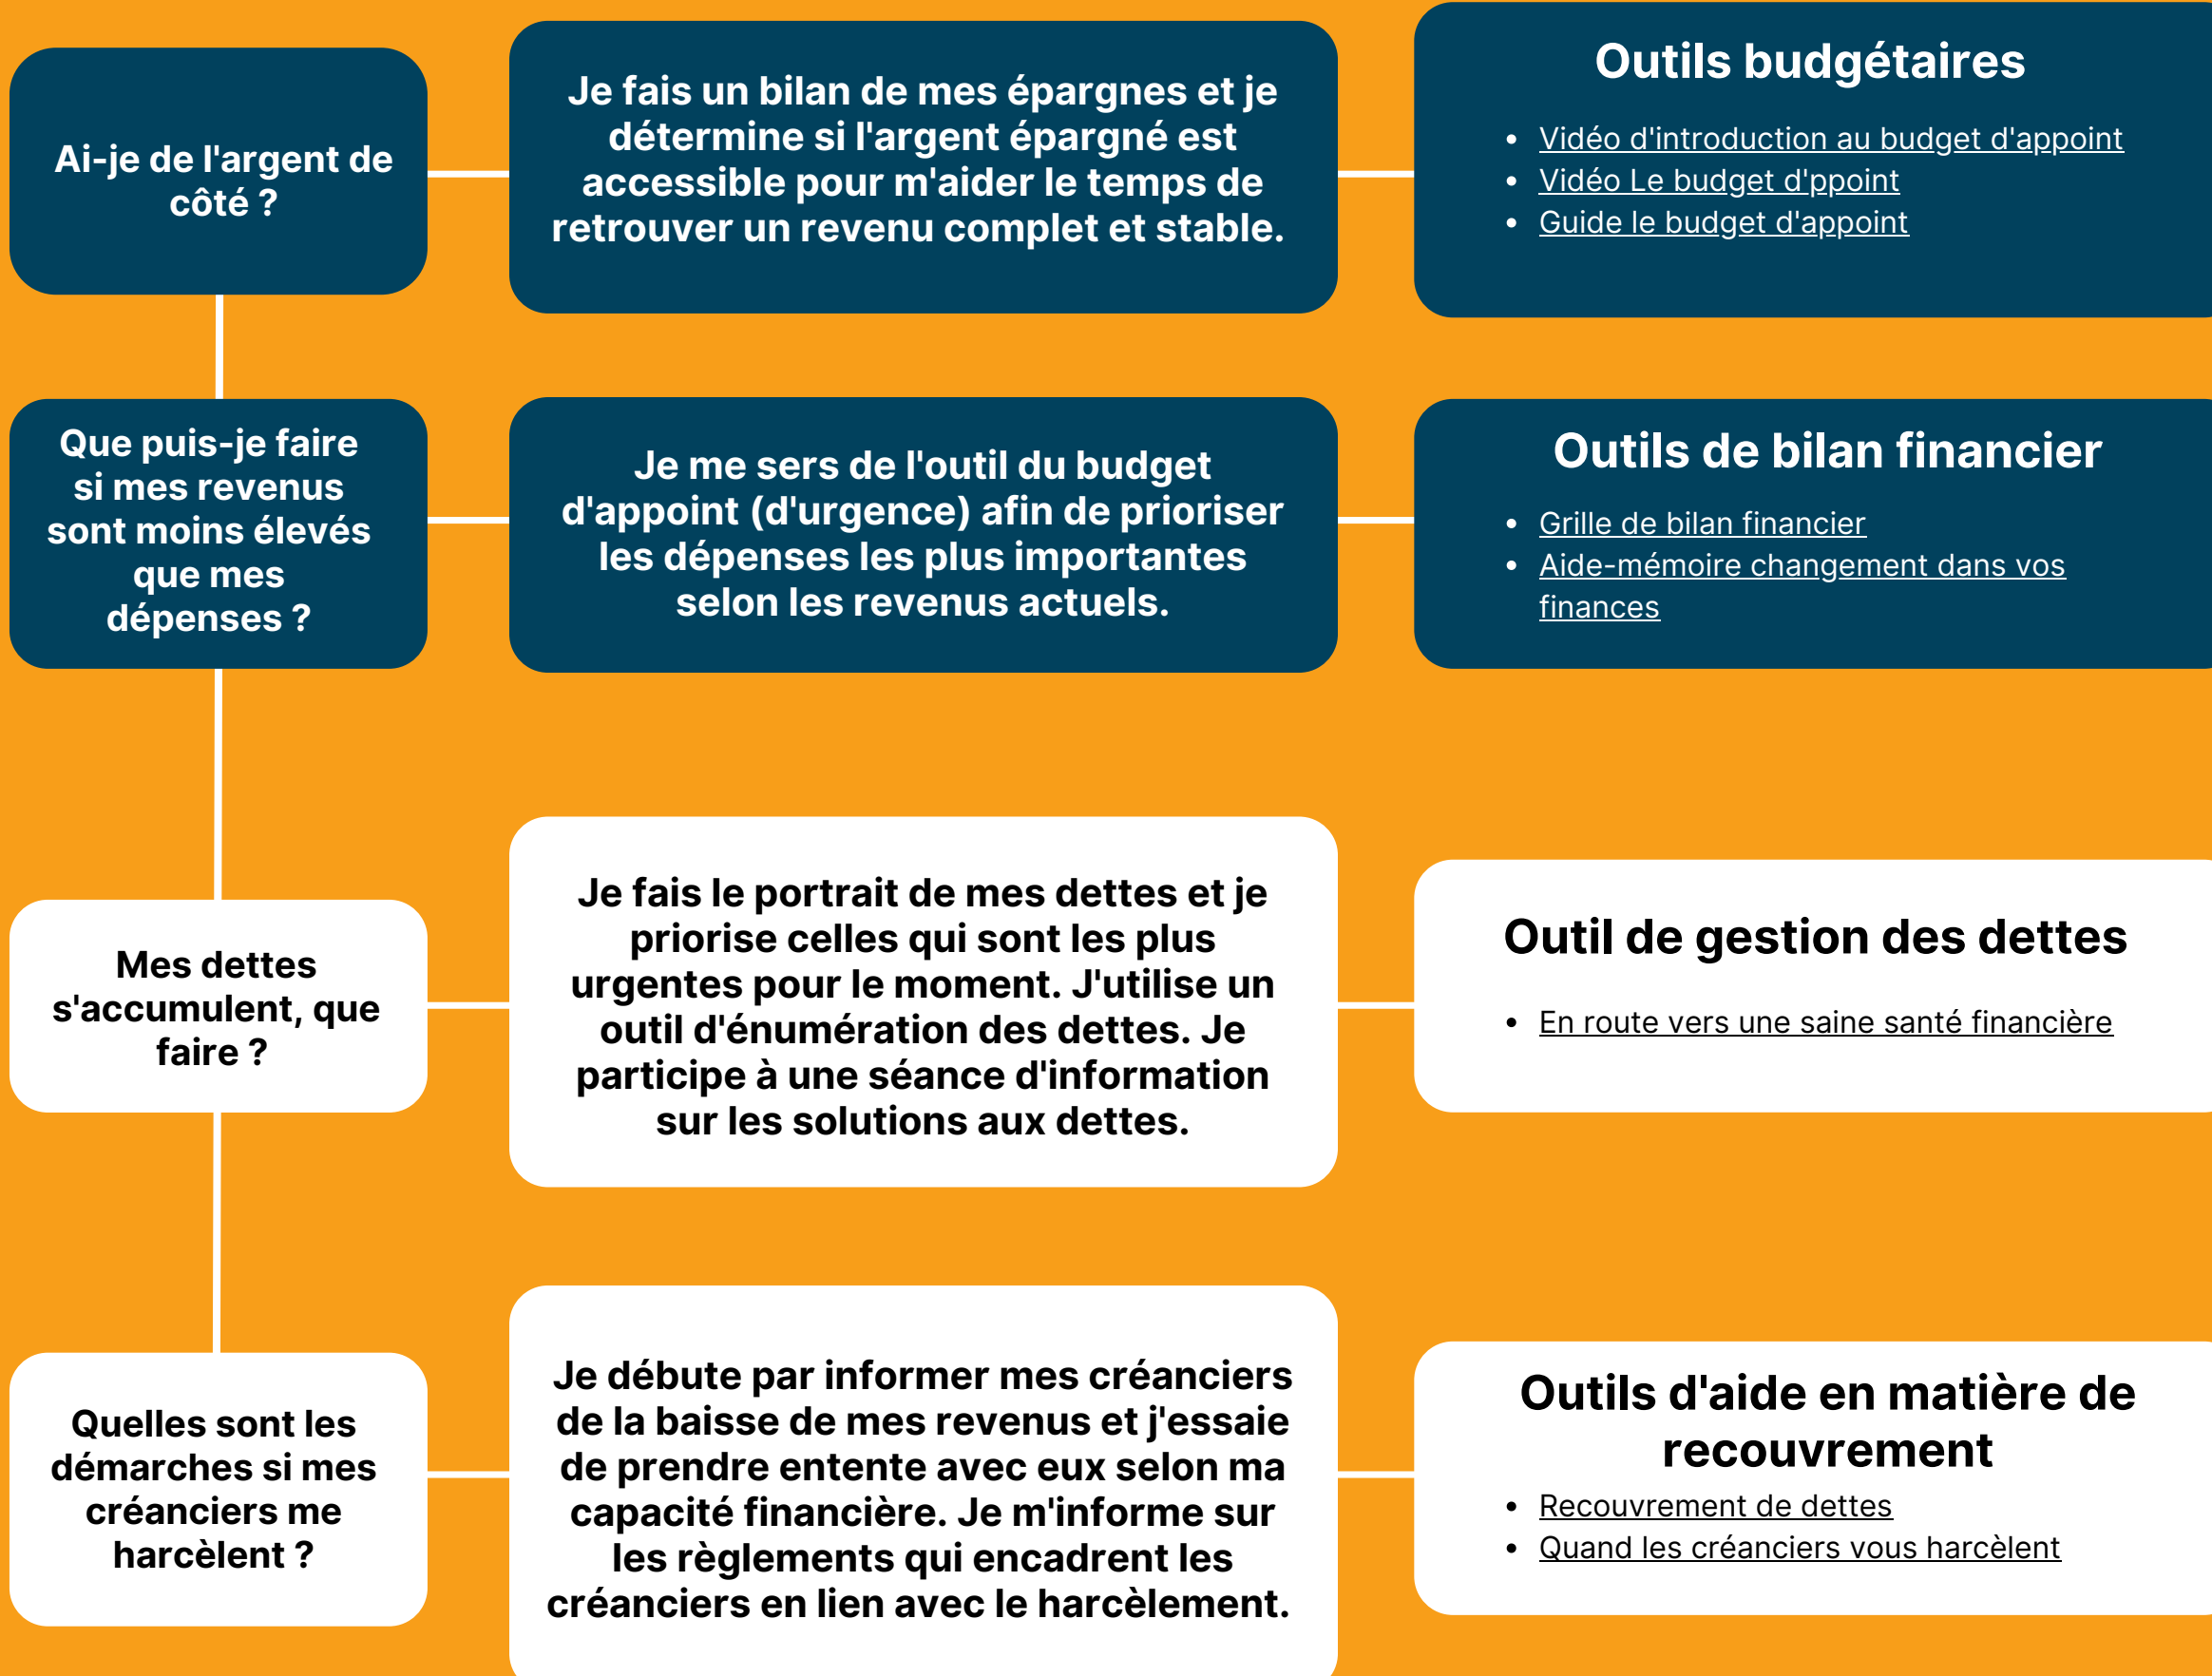 Ai-je de l'argent de
côté ?
Je fais un bilan de mes épargnes et je
détermine si l'argent épargné est
accessible pour m'aider le temps de
retrouver un revenu complet et stable.
Outils budgétaires
• Vidéo d'introduction au budget d'appoint
• Vidéo Le budget d'ppoint
• Guide le budget d'appoint
Que puis-je faire
si mes revenus
sont moins élevés
que mes
dépenses ?
Je me sers de l'outil du budget
d'appoint (d'urgence) afin de prioriser
les dépenses les plus importantes
selon les revenus actuels.
Outils de bilan financier
• Grille de bilan financier
• Aide-mémoire changement dans vos
finances
Mes dettes
s'accumulent, que
faire ?
Je fais le portrait de mes dettes et je
priorise celles qui sont les plus
urgentes pour le moment. J'utilise un
outil d'énumération des dettes. Je
participe à une séance d'information
sur les solutions aux dettes.
Outil de gestion des dettes
• En route vers une saine santé financière
Quelles sont les
démarches si mes
créanciers me
harcèlent ?
Je débute par informer mes créanciers
de la baisse de mes revenus et j'essaie
de prendre entente avec eux selon ma
capacité financière. Je m'informe sur
les règlements qui encadrent les
créanciers en lien avec le harcèlement.
Outils d'aide en matière de
recouvrement
• Recouvrement de dettes
• Quand les créanciers vous harcèlent